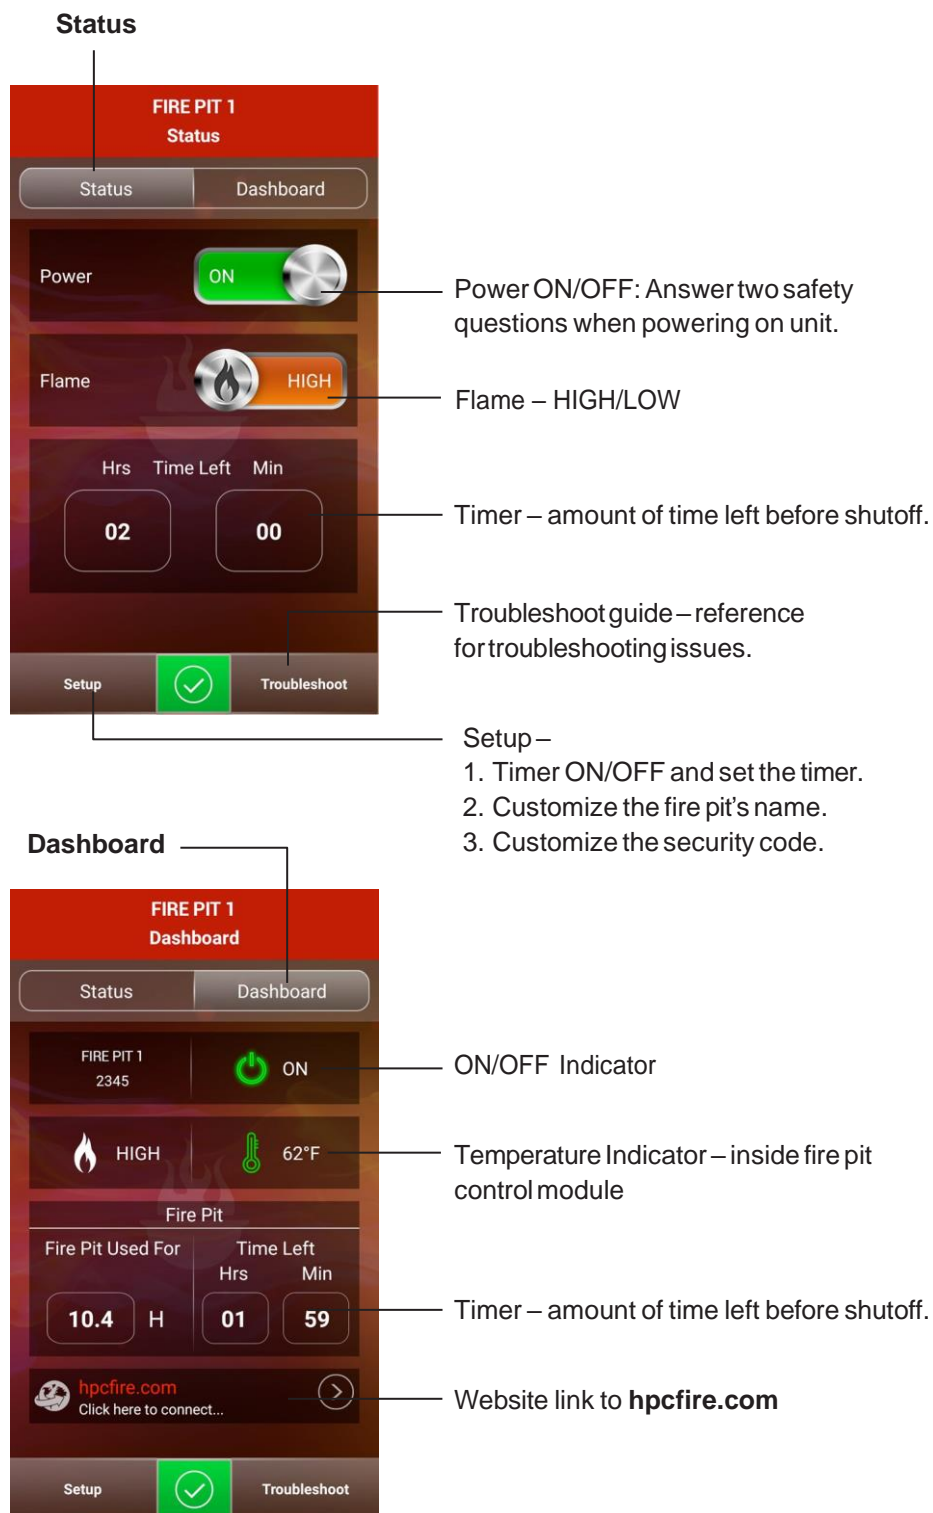 Status
FIRE PIT 1
Status
Status Dashboard
Power ON
Power ON/OFF: Answer two safety
questions when powering on unit.
Flame HIGH
Flame – HIGH/LOW
Hrs Time Left Min
02 00
Timer – amount of time left before shutoff.
Troubleshoot guide – reference
for troubleshooting issues.
Setup Troubleshoot
Setup –
1. Timer ON/OFF and set the timer.
2. Customize the fire pit's name.
3. Customize the security code.
Dashboard
FIRE PIT 1
Dashboard
Status Dashboard
FIRE PIT 1
2345
ON
ON/OFF Indicator
HIGH 62°F
Temperature Indicator – inside fire pit
control module
Fire Pit
Fire Pit Used For Time Left
Hrs Min
10.4 H 01 59
Timer – amount of time left before shutoff.
hpcfire.com
Click here to connect...
Website link to hpcfire.com
Setup Troubleshoot